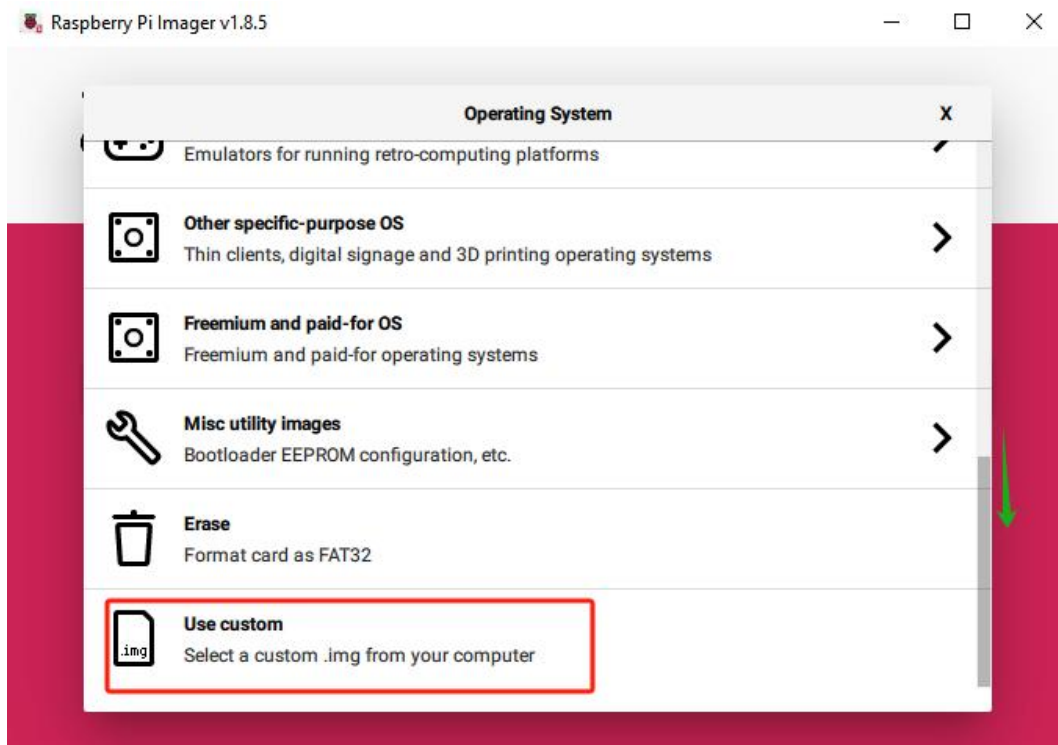 Raspberry Pi Imager v1.8.5
Operating System
X
Emulators for running retro-computing platforms
Other specific-purpose OS
Thin clients, digital signage and 3D printing operating systems
Freemium and paid-for OS
Freemium and paid-for operating systems
Misc utility images
Bootloader EEPROM configuration, etc.
Erase
Format card as FAT32
Use custom
.img
Select a custom .img from your computer